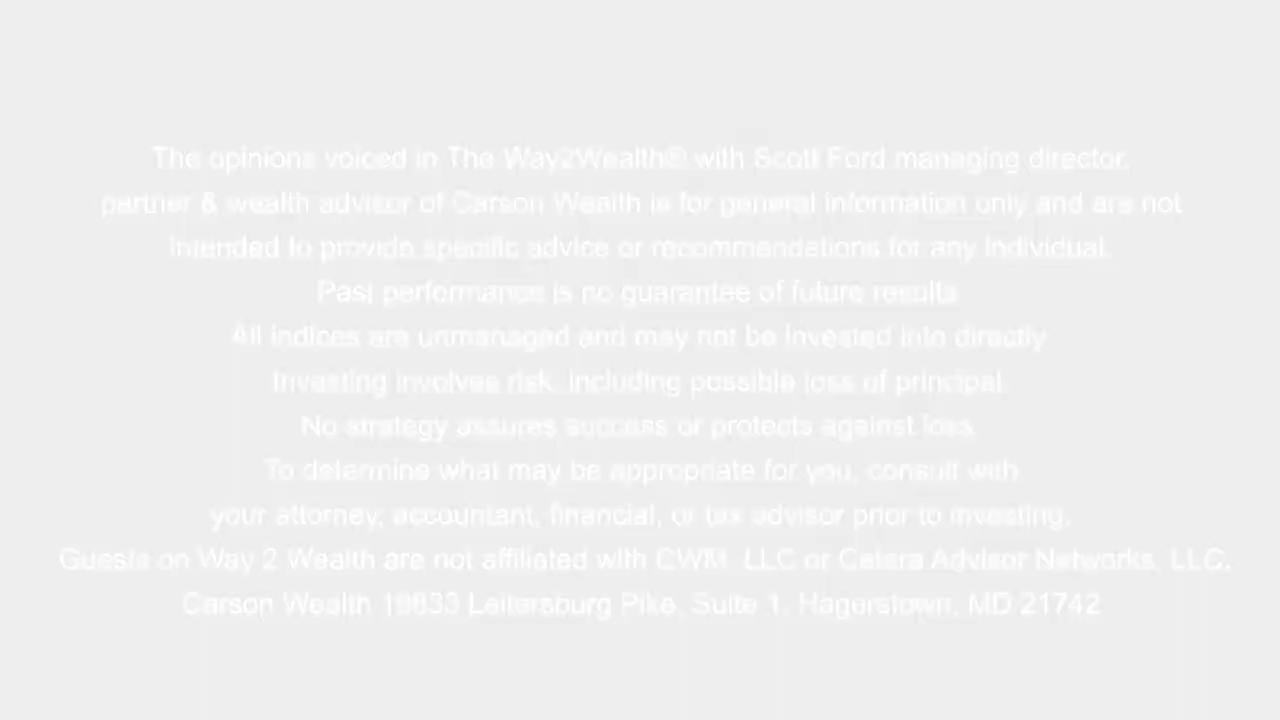 The opinions voiced in The Way2Wealth® with Scott Ford managing director,
partner & wealth advisor of Carson Wealth is for general information only and are not
intended to provide specific advice or recommendations for any individual.
Past performance is no guarantee of future results
All indices are unmanaged and may not be invested into directly
Investing involves risk, including possible loss of principal
No strategy assures success or protects against loss
To determine what may be appropriate for you, consult with
your attorney, accountant, financial, or tax advisor prior to investing.
Guests on Way 2 Wealth are not affiliated with CWM, LLC or Cetera Advisor Networks, LLC.
Carson Wealth 19833 Leitersburg Pike, Suite 1, Hagerstown, MD 21742